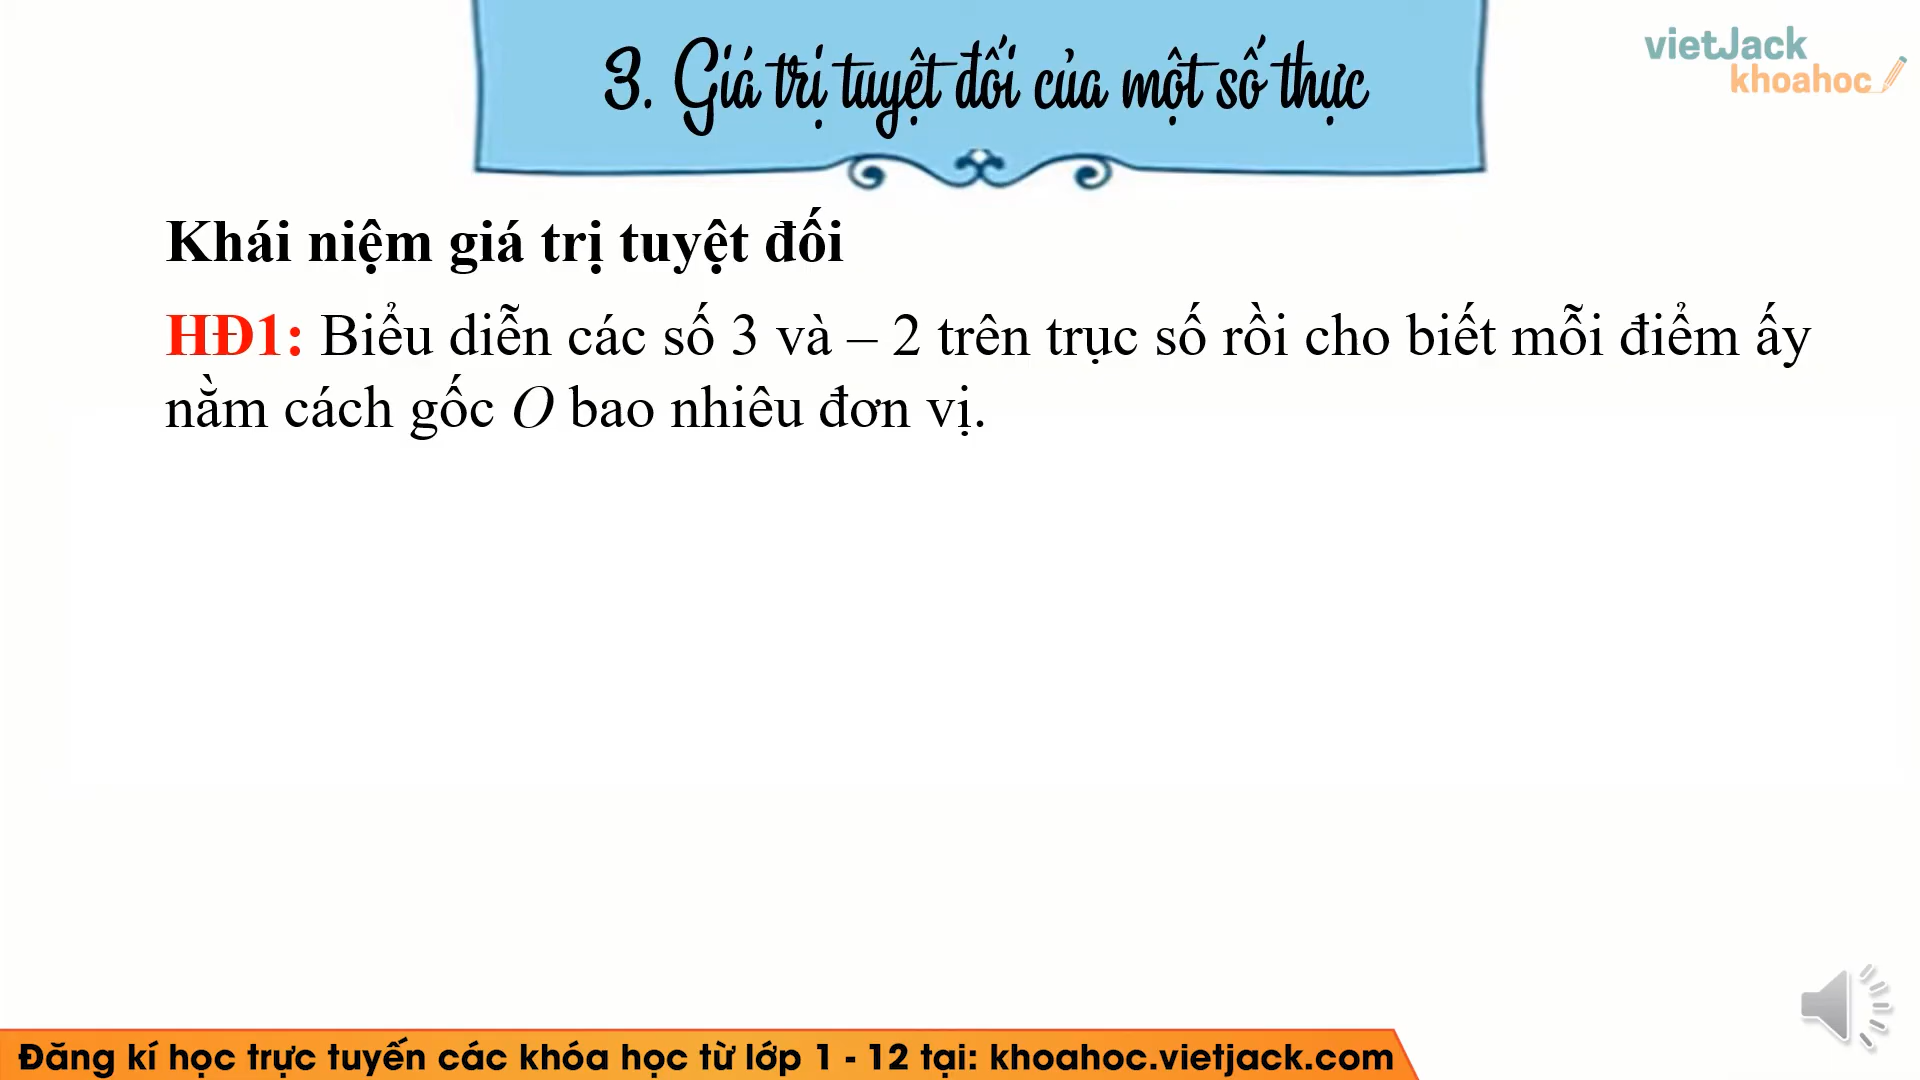 3. Giá trị tuyệt đối của một số thực
vietJack
khoahoc
Khái niệm giá trị tuyệt đối
HĐ1: Biểu diễn các số 3 và – 2 trên trục số rồi cho biết mỗi điểm ấy
nằm cách gốc O bao nhiêu đơn vị.
Đăng kí học trực tuyến các khóa học từ lớp 1 - 12 tại: khoahoc.vietjack.com